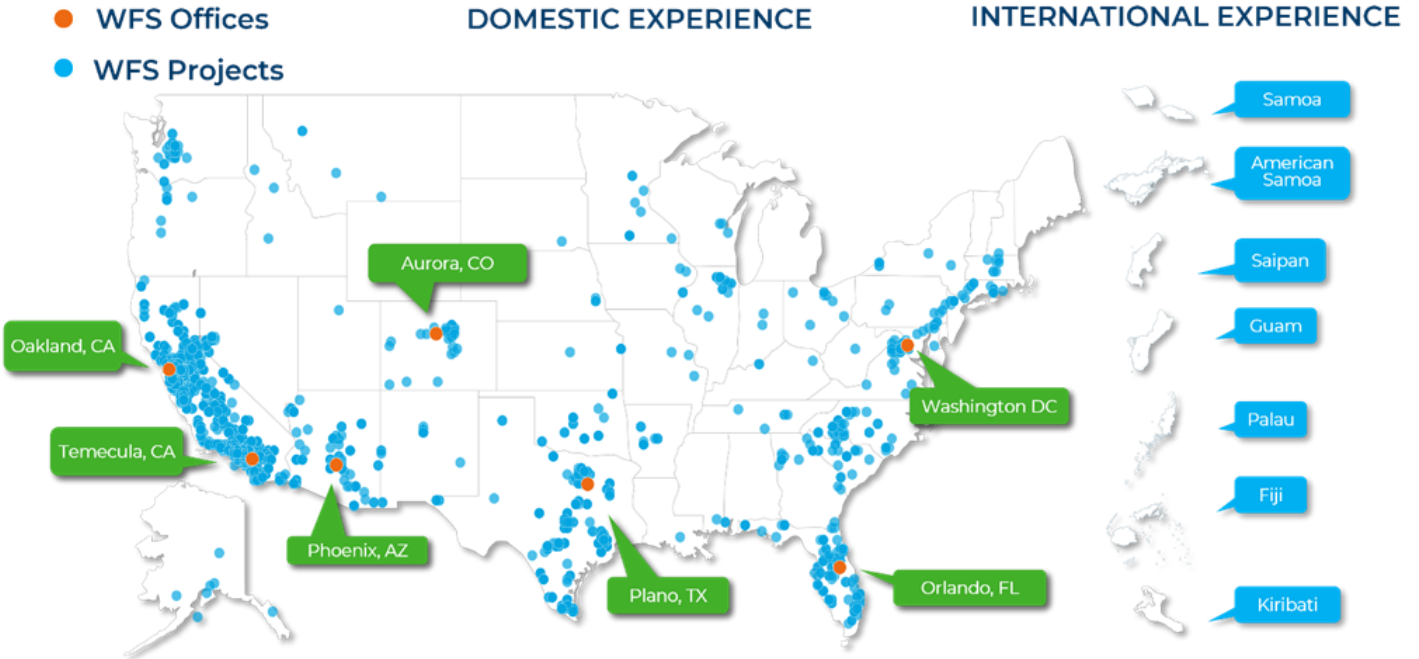 WFS Offices
DOMESTIC EXPERIENCE
INTERNATIONAL EXPERIENCE
WFS Projects
Samoa
American
Samoa
Aurora, CO
Saipan
Oakland, CA
Guam
Washington DC
Palau
Temecula, CA
Fiji
Phoenix, AZ
Plano, TX
Orlando, FL
Kiribati